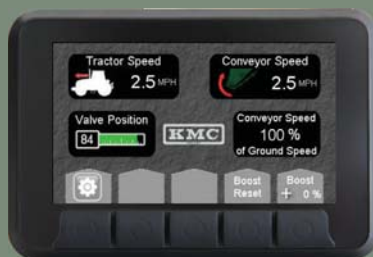 Tractor Speed
2.5 MPH
Conveyor Speed
2.5 MPH
Valve Position
84
KMC
Conveyor Speed
100 %
of Ground Speed
Boost
Reset
Boost
+ 0 %